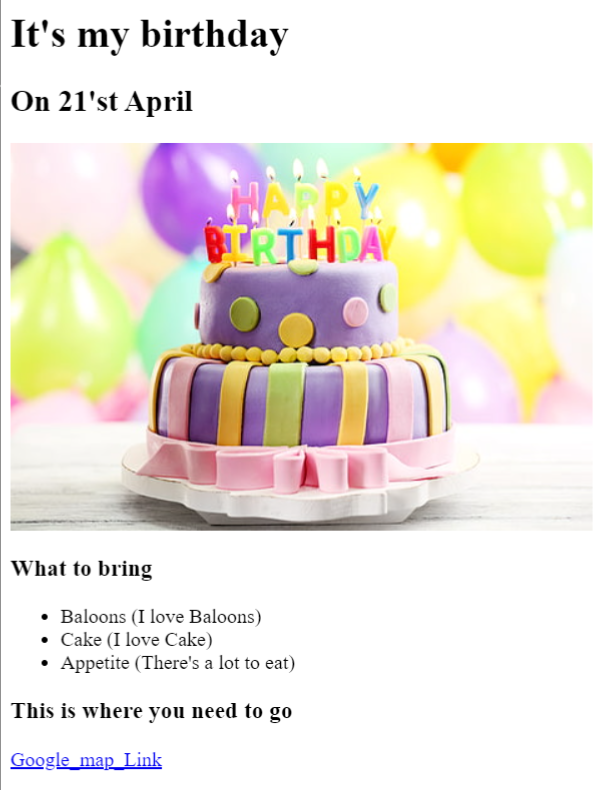 It's my birthday
On 21'st April
HAPPY
BIRTHDAY
What to bring
Baloons (I love Baloons)
Cake (I love Cake)
Appetite (There's a lot to eat)
This is where you need to go
Google_map_Link